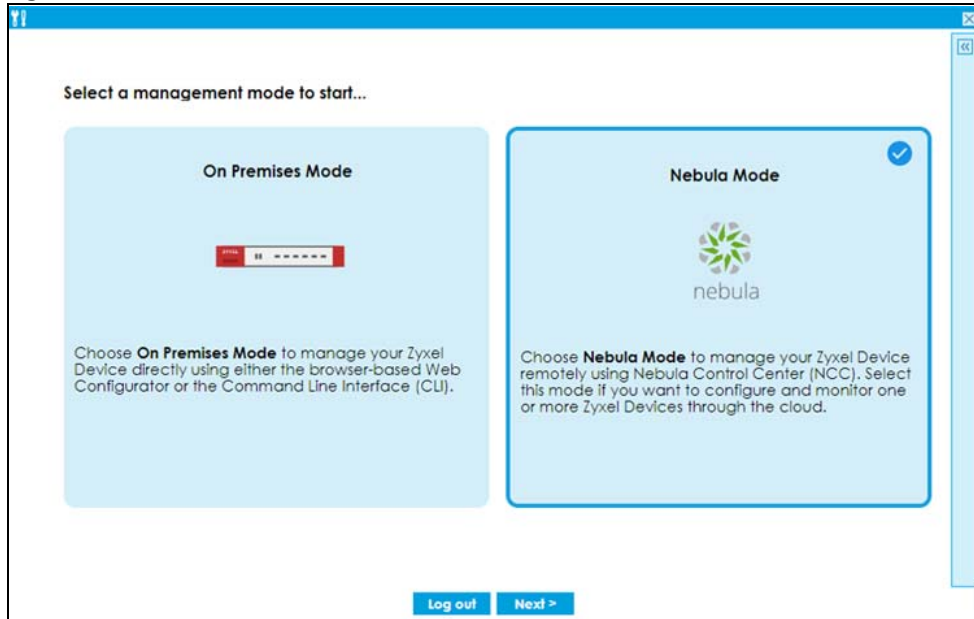 Select a management mode to start...
On Premises Mode
ZYXEL
Choose On Premises Mode to manage your Zyxel
Device directly using either the browser-based Web
Configurator or the Command Line Interface (CLI).
Nebula Mode
nebula
Choose Nebula Mode to manage your Zyxel Device
remotely using Nebula Control Center (NCC). Select
this mode if you want to configure and monitor one
or more Zyxel Devices through the cloud.
Log out
Next >